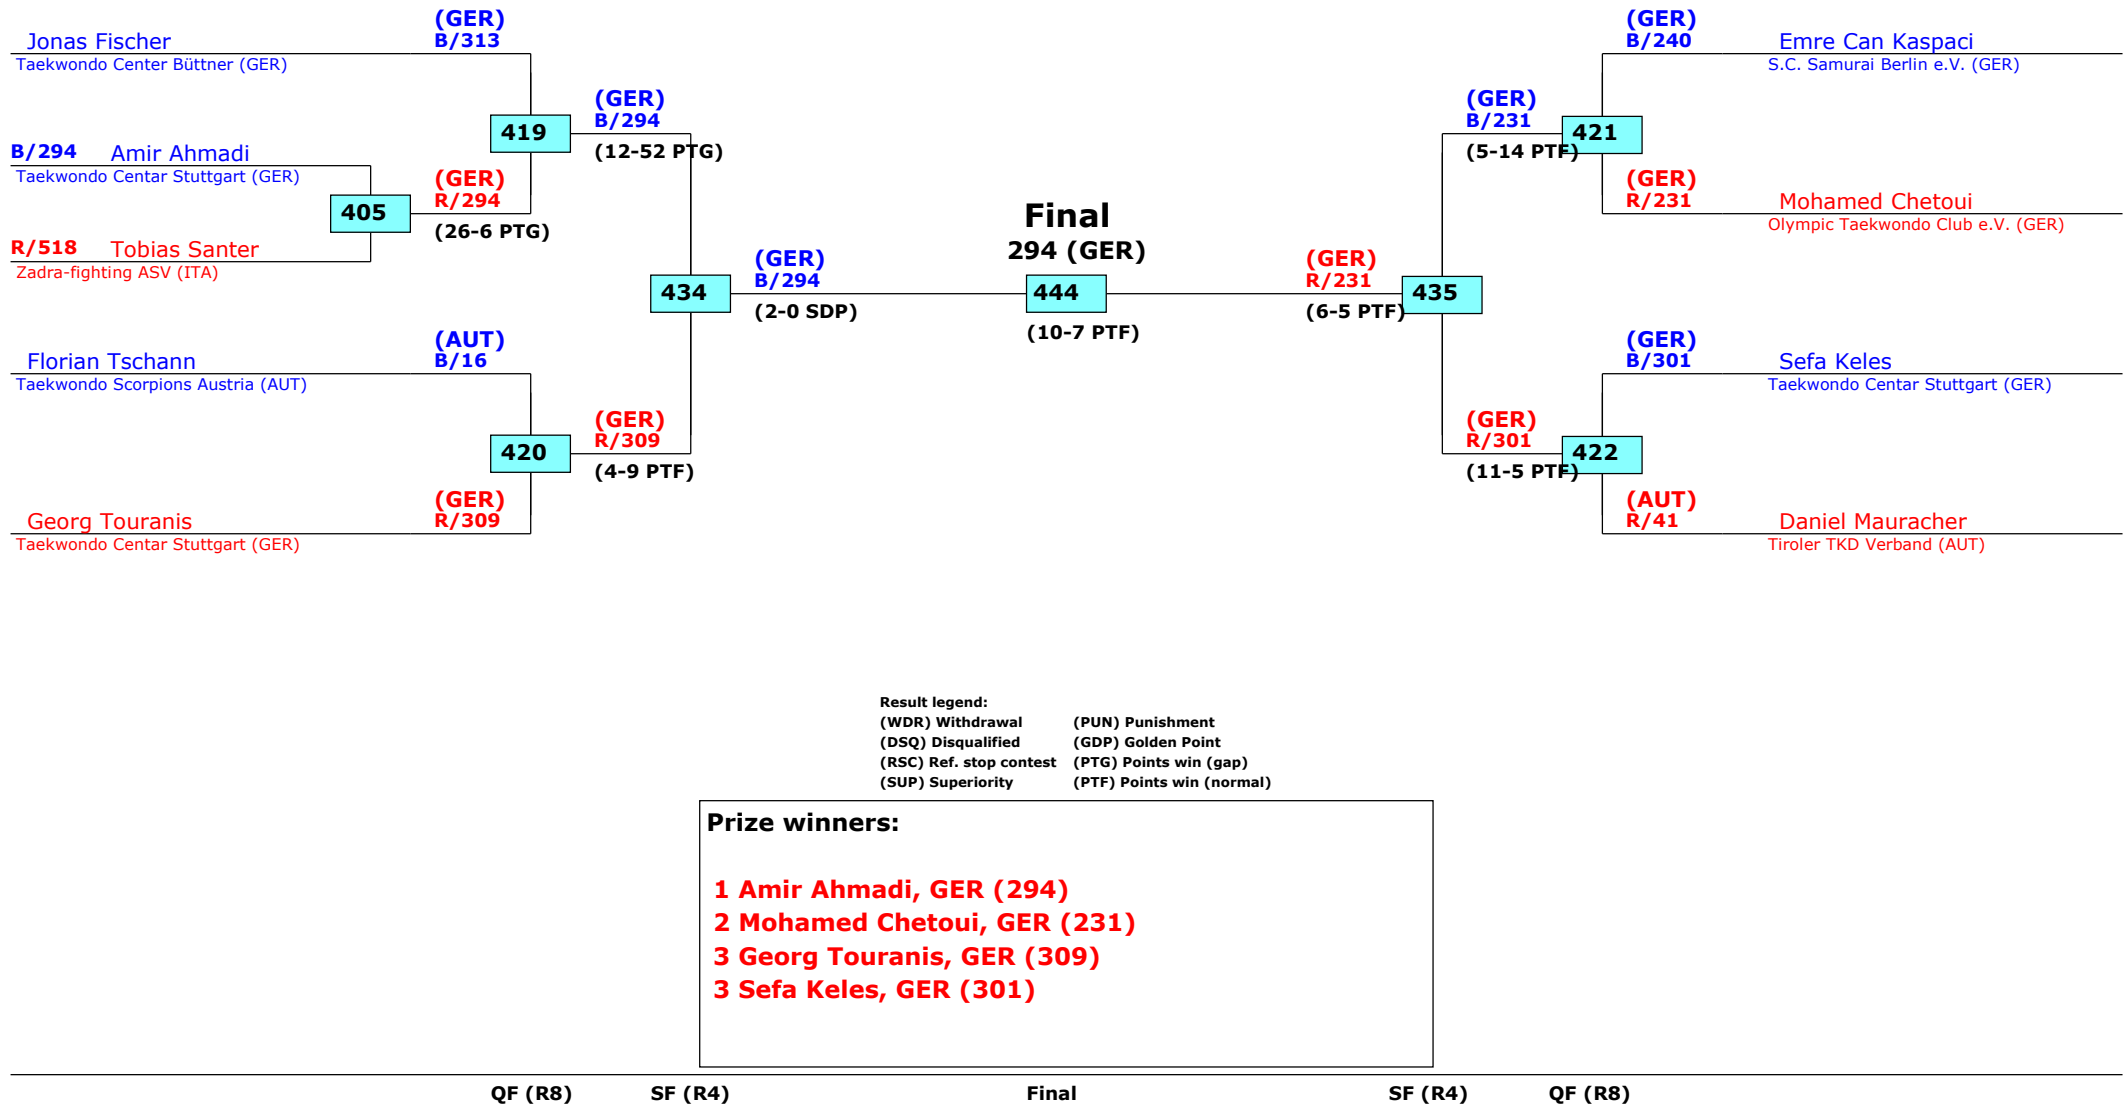 (GER)
B/313
Jonas Fischer
Taekwondo Center Büttner (GER)
419
(GER)
B/294
(12-52 PTG)
B/294 Amir Ahmadi
Taekwondo Centar Stuttgart (GER)
405
(GER)
R/294
(26-6 PTG)
R/518 Tobias Santer
Zadra-fighting ASV (ITA)
434
(GER)
B/294
(2-0 SDP)
(AUT)
B/16
Florian Tschann
Taekwondo Scorpions Austria (AUT)
420
(GER)
R/309
(4-9 PTF)
(GER)
R/309
Georg Touranis
Taekwondo Centar Stuttgart (GER)
Final
294 (GER)
444
(10-7 PTF)
(GER)
B/240
Emre Can Kaspaci
S.C. Samurai Berlin e.V. (GER)
(GER)
B/231
421
(5-14 PTF)
(GER)
R/231
Mohamed Chetoui
Olympic Taekwondo Club e.V. (GER)
(GER)
R/231
435
(6-5 PTF)
(GER)
B/301
Sefa Keles
Taekwondo Centar Stuttgart (GER)
(GER)
R/301
422
(11-5 PTF)
(AUT)
R/41
Daniel Mauracher
Tiroler TKD Verband (AUT)
Result legend:
(WDR) Withdrawal (PUN) Punishment
(DSQ) Disqualified (GDP) Golden Point
(RSC) Ref. stop contest (PTG) Points win (gap)
(SUP) Superiority (PTF) Points win (normal)
Prize winners:
1 Amir Ahmadi, GER (294)
2 Mohamed Chetoui, GER (231)
3 Georg Touranis, GER (309)
3 Sefa Keles, GER (301)
QF (R8) SF (R4) Final SF (R4) QF (R8)